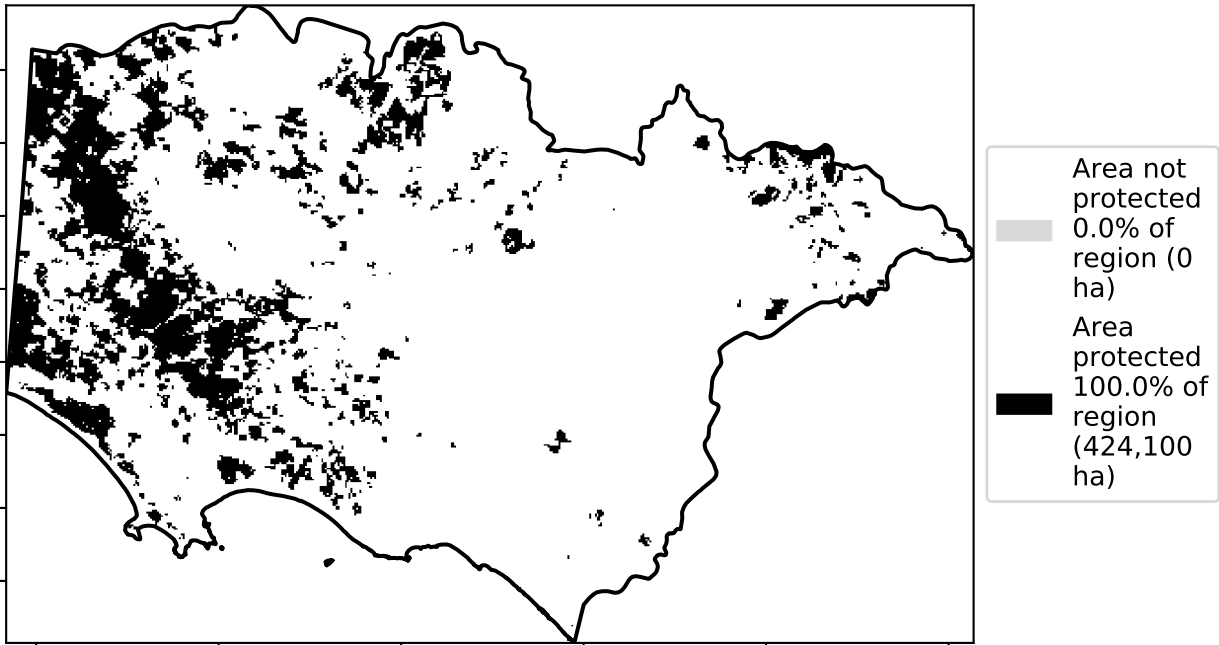 Area not
protected
0.0% of
region (0
ha)
Area
protected
100.0% of
region
(424,100
ha)